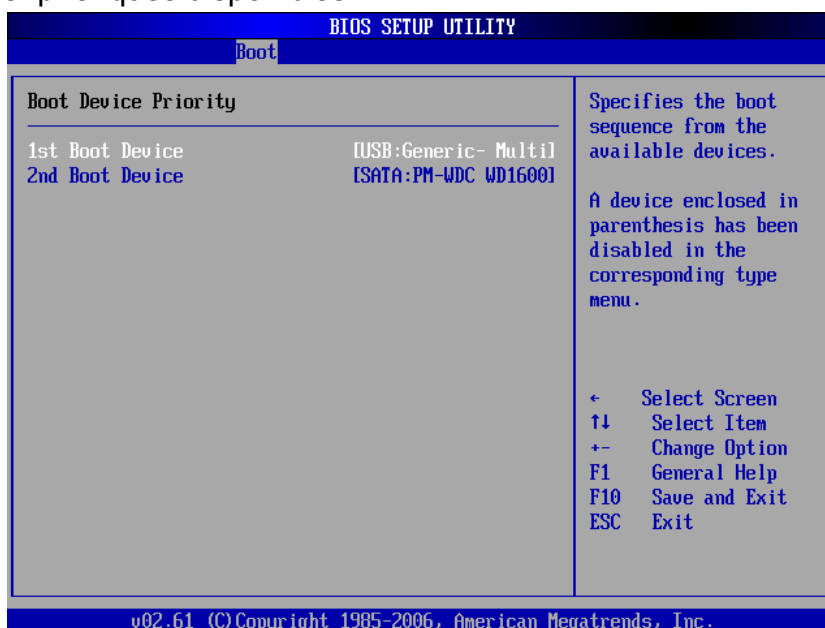 BIOS SETUP UTILITY
Boot
Boot Device Priority
1st Boot Device [USB:Generic- Multi]
2nd Boot Device [SATA:PM-WDC WD1600]
Specifies the boot
sequence from the
available devices.
A device enclosed in
parenthesis has been
disabled in the
corresponding type
menu.
← Select Screen
↑↓ Select Item
+- Change Option
F1 General Help
F10 Save and Exit
ESC Exit
v02.61 (C)Copyright 1985-2006, American Megatrends, Inc.